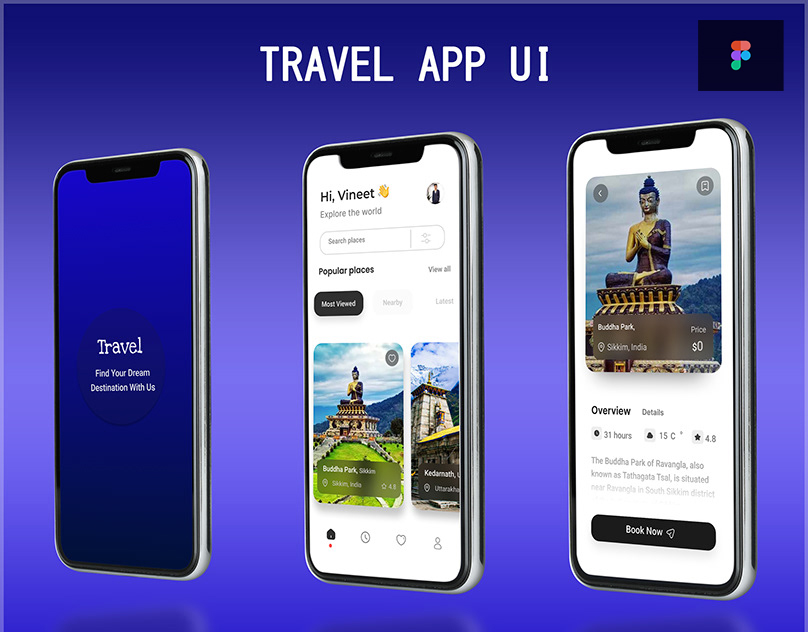 TRAVEL APP UI
Travel
Find Your Dream
Destination With Us
Hi, Vineet 👋
Explore the world
Search places
Popular places View all
Most Viewed Nearby Latest
Buddha Park, Sikkim
Sikkim, India 4.8
Kedarnath, U
Uttarakha
Buddha Park, Price
Sikkim, India $0
Overview Details
31 hours 15 C ° 4.8
The Buddha Park of Ravangla, also
known as Tathagata Tsal, is situated
near Ravangla in South Sikkim district
Book Now